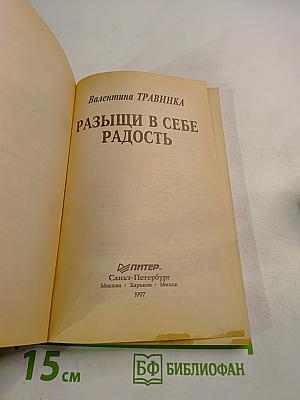 Валентина ТРАВИНКА
РАЗЫЩИ В СЕБЕ
РАДОСТЬ
ПИТЕР
Санкт-Петербург
Москва • Харьков • Минск
1997
15 см
БФ БИБЛИОФАН